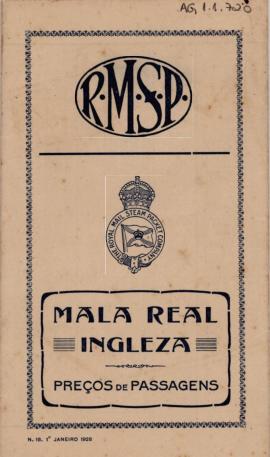 AG, 1.1.720
R·M·S·P·
THE ROYAL MAIL STEAM PACKET COMPANY
MALA REAL
INGLEZA
PREÇOS DE PASSAGENS
N. 18. 1º JANEIRO 1928